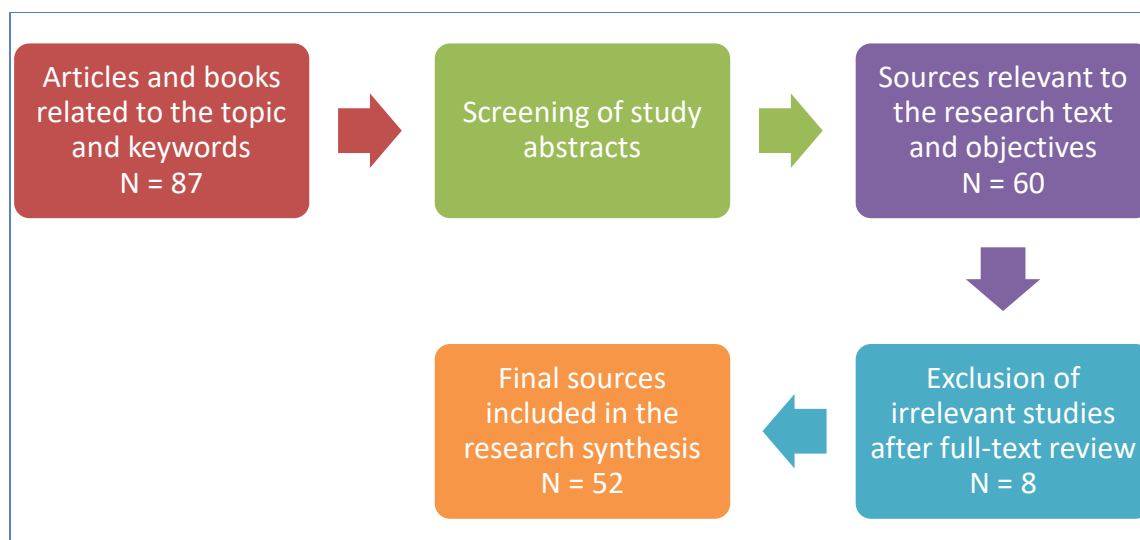 Articles and books
related to the topic
and keywords
N = 87
Screening of study
abstracts
Sources relevant to
the research text
and objectives
N = 60
Exclusion of
irrelevant studies
after full-text review
N = 8
Final sources
included in the
research synthesis
N = 52